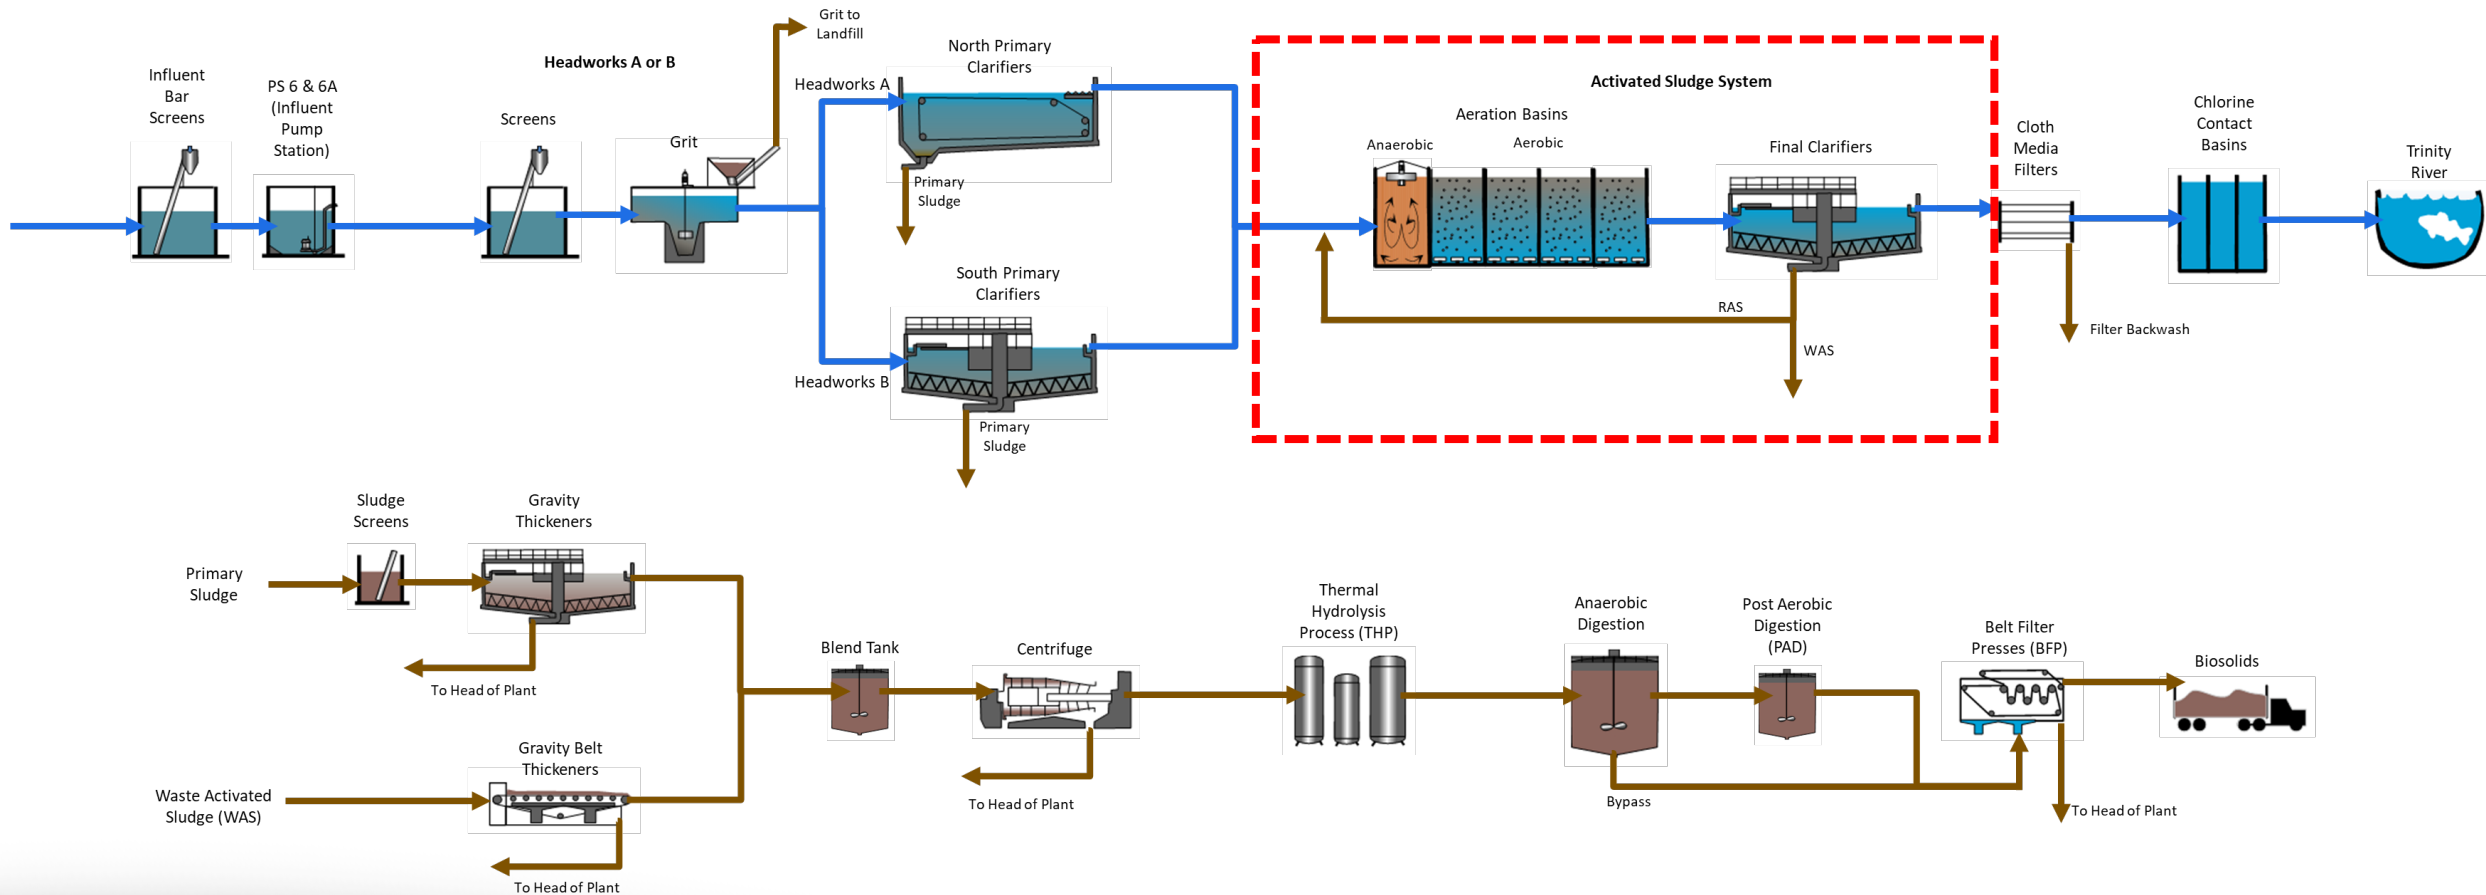 Grit to
Landfill
Headworks A or B
North Primary
Clarifiers
Influent
Bar
Screens
PS 6 & 6A
(Influent
Pump
Station)
Screens
Grit
Headworks A
Primary
Sludge
South Primary
Clarifiers
Headworks B
Primary
Sludge
Activated Sludge System
Aeration Basins
Anaerobic
Aerobic
Final Clarifiers
RAS
WAS
Cloth
Media
Filters
Filter Backwash
Chlorine
Contact
Basins
Trinity
River
Primary
Sludge
Sludge
Screens
Gravity
Thickeners
To Head of Plant
Waste Activated
Sludge (WAS)
Gravity Belt
Thickeners
To Head of Plant
Blend Tank
Centrifuge
To Head of Plant
Thermal
Hydrolysis
Process (THP)
Anaerobic
Digestion
Bypass
Post Aerobic
Digestion
(PAD)
Belt Filter
Presses (BFP)
To Head of Plant
Biosolids